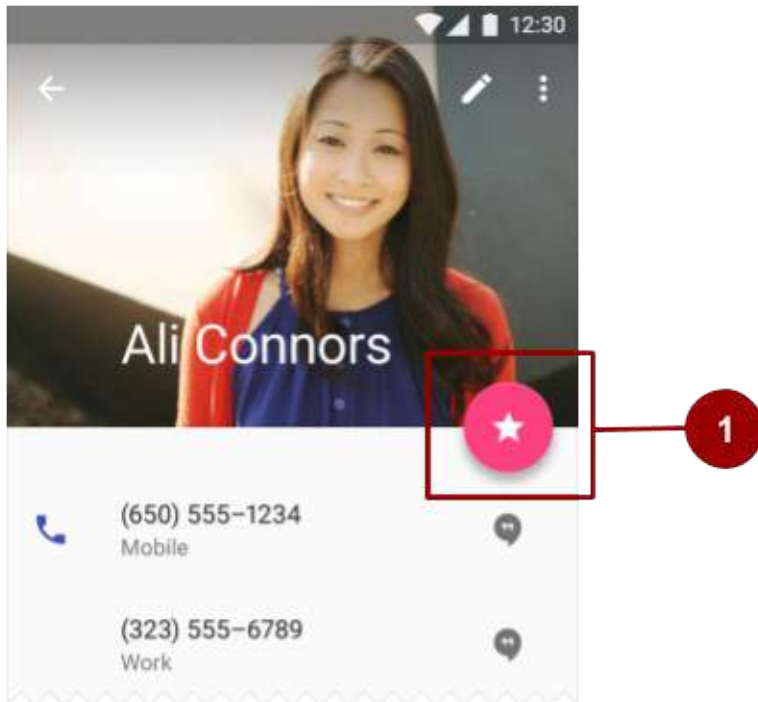 12:30
Ali Connors
1
(650) 555-1234
Mobile
(323) 555-6789
Work